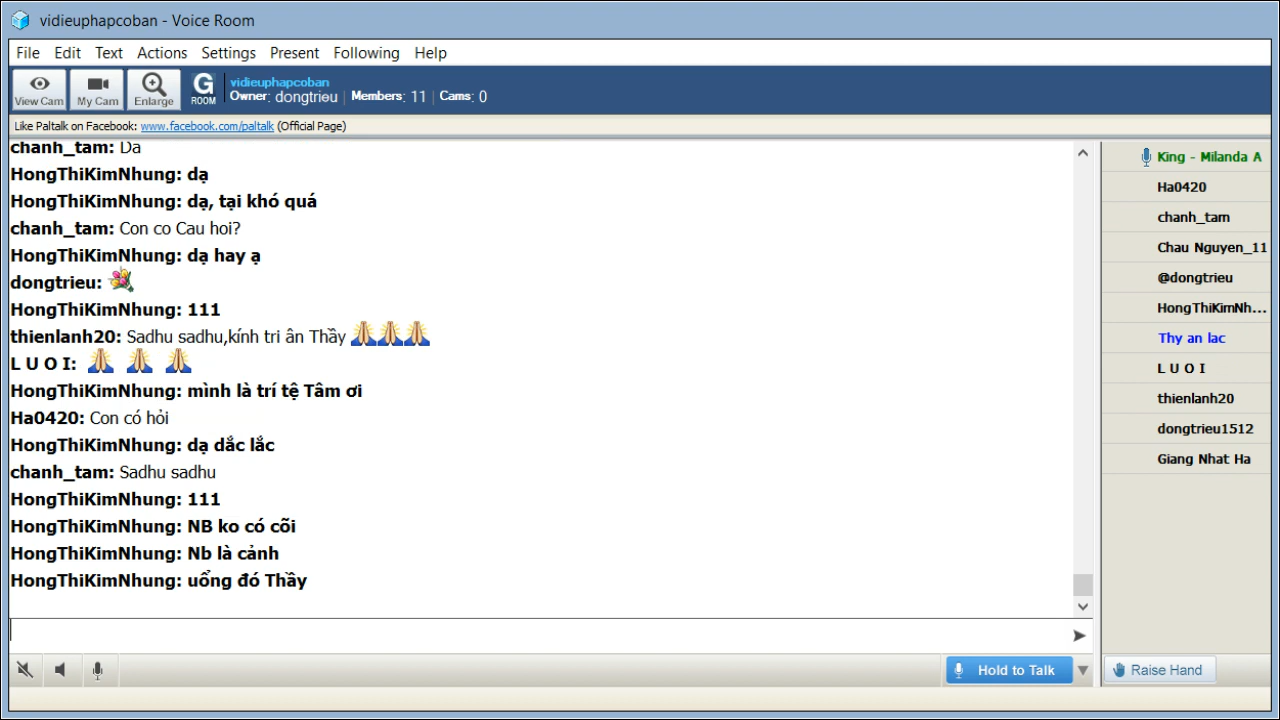 vidieuphapcoban - Voice Room
File Edit Text Actions Settings Present Following Help
View Cam My Cam Enlarge G ROOM
vidieuphapcoban
Owner: dongtrieu | Members: 11 | Cams: 0
Like Paltalk on Facebook: www.facebook.com/paltalk (Official Page)
chanh_tam: Da
HongThiKimNhung: dạ
HongThiKimNhung: dạ, tại khó quá
chanh_tam: Con co Cau hoi?
HongThiKimNhung: dạ hay ạ
dongtrieu:
HongThiKimNhung: 111
thienlanh20: Sadhu sadhu,kính tri ân Thầy
L U O I:
HongThiKimNhung: mình là trí tệ Tâm ơi
Ha0420: Con có hỏi
HongThiKimNhung: dạ dắc lắc
chanh_tam: Sadhu sadhu
HongThiKimNhung: 111
HongThiKimNhung: NB ko có cõi
HongThiKimNhung: Nb là cảnh
HongThiKimNhung: uổng đó Thầy
King - Milanda A
Ha0420
chanh_tam
Chau Nguyen_11
@dongtrieu
HongThiKimNh...
Thy an lac
L U O I
thienlanh20
dongtrieu1512
Giang Nhat Ha
Hold to Talk
Raise Hand